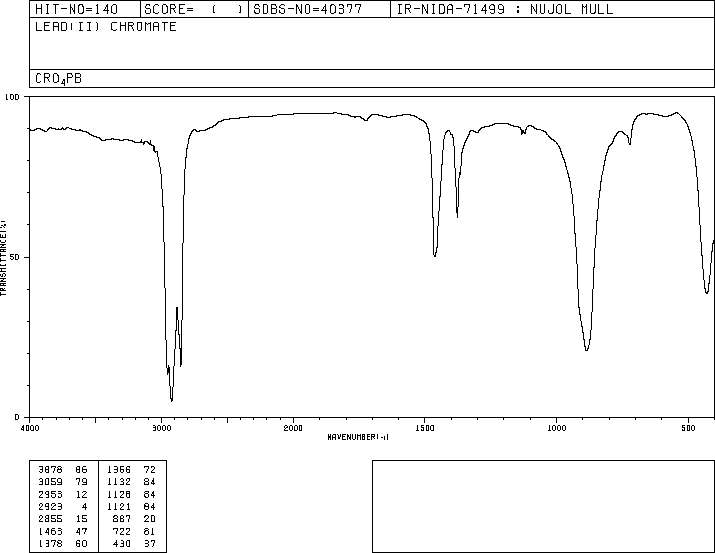 HIT-NO=140 SCORE= ( ) SDBS-NO=40377 IR-NIDA-71499 : NUJOL MULL
LEAD(II) CHROMATE
CRO4PB
100
50
0
TRANSMITTANCE(%)
4000 3000 2000 1500 1000 500
WAVENUMBER(-1)
3878 86 1366 72
3059 79 1132 84
2953 12 1128 84
2923 4 1121 84
2855 15 887 20
1463 47 722 81
1378 60 430 37